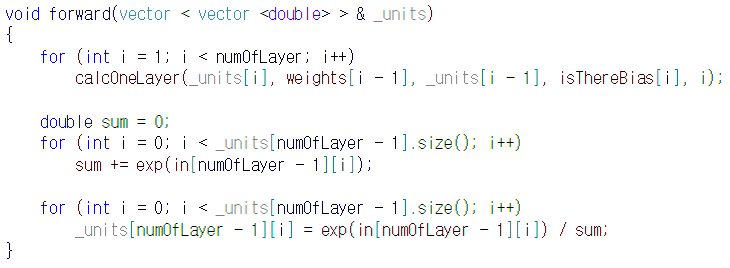 void forward(vector < vector <double> > & _units)
{
    for (int i = 1; i < numOfLayer; i++)
        calcOneLayer(_units[i], weights[i - 1], _units[i - 1], isThereBias[i], i);

    double sum = 0;
    for (int i = 0; i < _units[numOfLayer - 1].size(); i++)
        sum += exp(in[numOfLayer - 1][i]);

    for (int i = 0; i < _units[numOfLayer - 1].size(); i++)
        _units[numOfLayer - 1][i] = exp(in[numOfLayer - 1][i]) / sum;
}